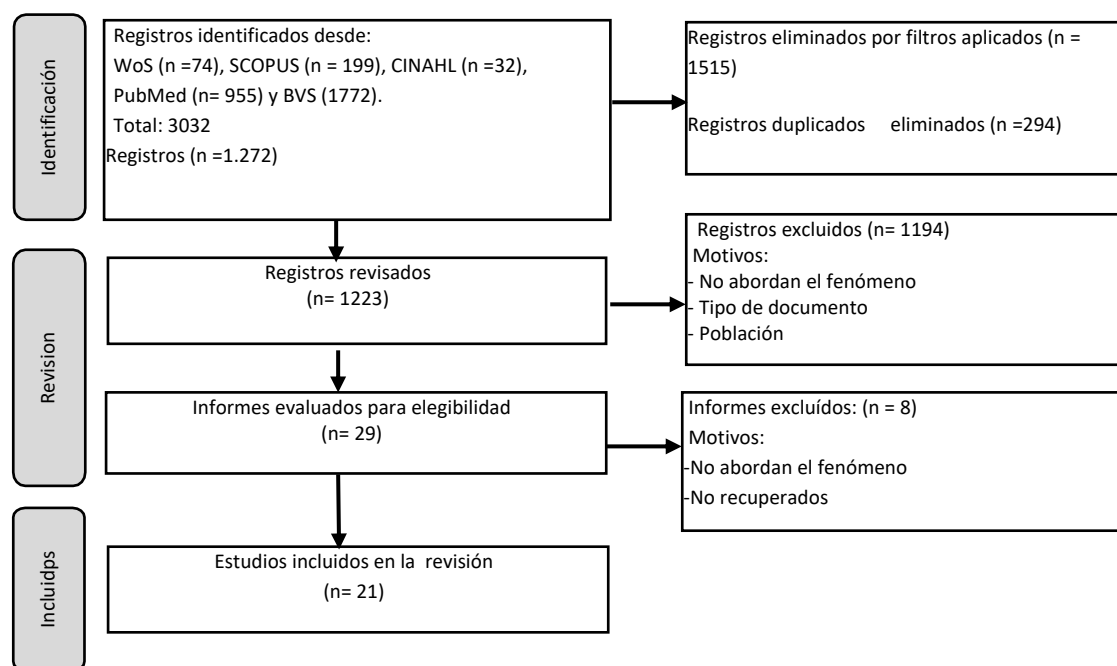 Identificación
Registros identificados desde:
WoS (n =74), SCOPUS (n = 199), CINAHL (n =32),
PubMed (n= 955) y BVS (1772).
Total: 3032
Registros (n =1.272)
Registros eliminados por filtros aplicados (n =
1515)
Registros duplicados eliminados (n =294)
Revision
Registros revisados
(n= 1223)
Registros excluidos (n= 1194)
Motivos:
- No abordan el fenómeno
- Tipo de documento
- Población
Informes evaluados para elegibilidad
(n= 29)
Informes excluídos: (n = 8)
Motivos:
-No abordan el fenómeno
-No recuperados
Incluidps
Estudios incluidos en la revisión
(n= 21)